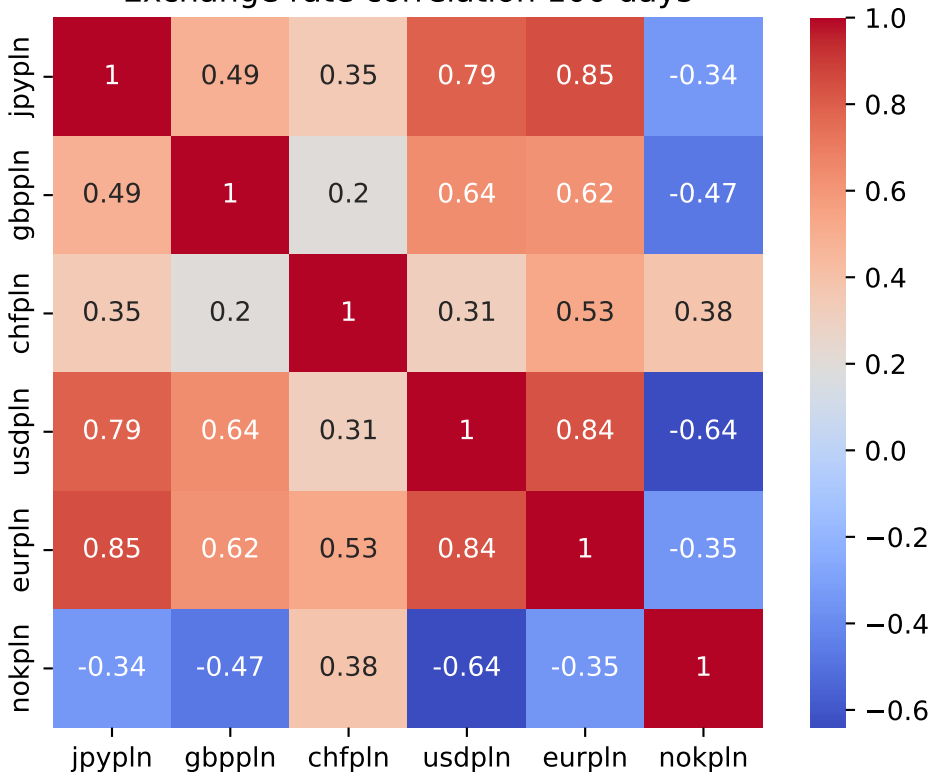 Exchange rate correlation 100 days
jpypln 1 0.49 0.35 0.79 0.85 -0.34
gbppln 0.49 1 0.2 0.64 0.62 -0.47
chfpln 0.35 0.2 1 0.31 0.53 0.38
usdpln 0.79 0.64 0.31 1 0.84 -0.64
eurpln 0.85 0.62 0.53 0.84 1 -0.35
nokpln -0.34 -0.47 0.38 -0.64 -0.35 1
jpypln gbppln chfpln usdpln eurpln nokpln
1.0
0.8
0.6
0.4
0.2
0.0
−0.2
−0.4
−0.6